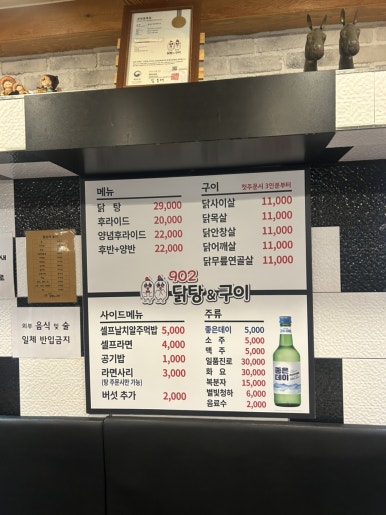 메뉴
닭 탕 29,000
후라이드 20,000
양념후라이드 22,000
후반+양반 22,000
구이 첫주문시 3인분부터
닭사이살 11,000
닭목살 11,000
닭안창살 11,000
닭어깨살 11,000
닭무릎연골살 11,000
902
닭탕&구이
사이드메뉴
셀프날치알주먹밥 5,000
셀프라면 4,000
공기밥 1,000
라면사리 3,000
(탕 주문시만 가능)
버섯 추가 2,000
주류
좋은데이 5,000
소 주 5,000
맥 주 5,000
일품진로 30,000
화 요 30,000
복분자 15,000
별빛청하 6,000
음료수 2,000
좋은
데이
외부 음식 및 술
일체 반입금지